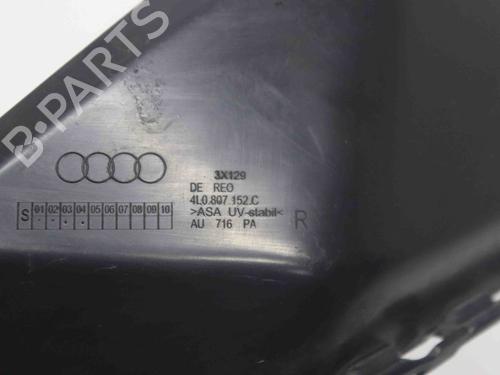 B-PARTS
3X129
DE REO
4L0.807 152.C
>ASA UV-stabil<
AU 716 PA
R
S 01 02 03 04 05 06 07 08 09 10